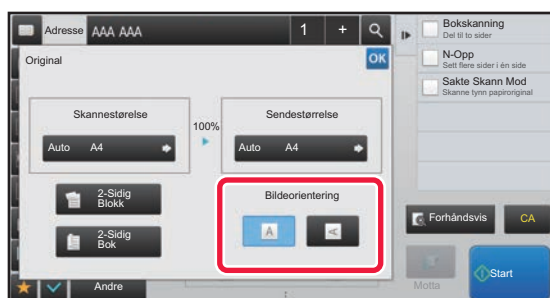 Adresse AAA AAA 1 +
Original OK
Skannestørelse
Auto A4
100%
Sendestørrelse
Auto A4
2-Sidig
Blokk
2-Sidig
Bok
Bildeorientering
A A
Andre
Bokskanning
Del til to sider
N-Opp
Sett flere sider i én side
Sakte Skann Mod
Skanne tynn papiroriginal
Forhåndsvis CA
Motta
Start